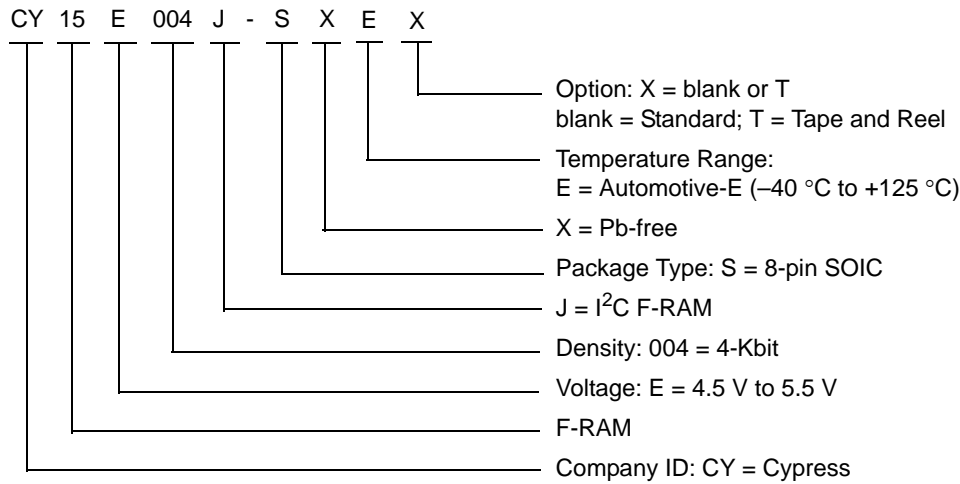 CY 15 E 004 J - S X E X
Option: X = blank or T
blank = Standard; T = Tape and Reel
Temperature Range:
E = Automotive-E (–40 °C to +125 °C)
X = Pb-free
Package Type: S = 8-pin SOIC
J = I²C F-RAM
Density: 004 = 4-Kbit
Voltage: E = 4.5 V to 5.5 V
F-RAM
Company ID: CY = Cypress